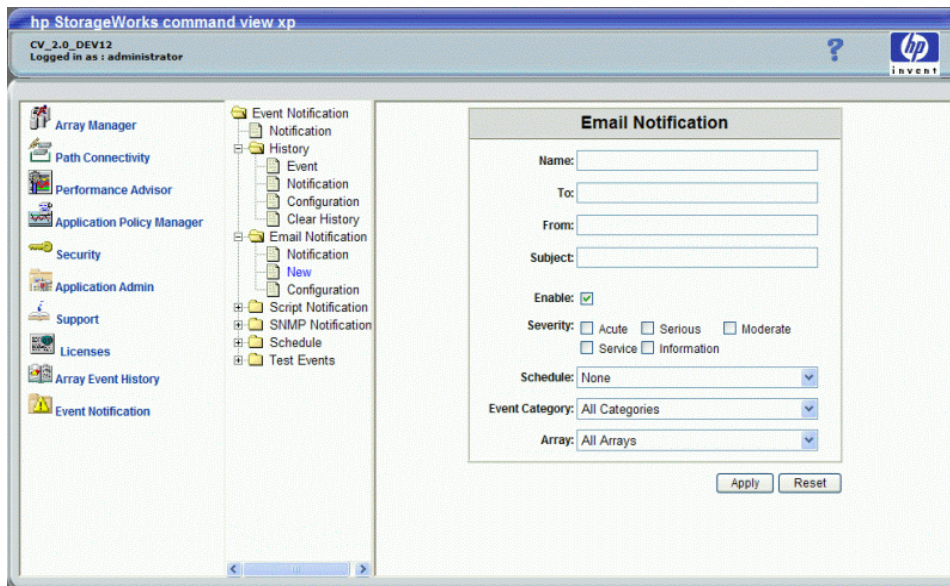 hp StorageWorks command view xp
CV_2.0_DEV12
Logged in as : administrator
?
hp
invent
Array Manager
Path Connectivity
Performance Advisor
Application Policy Manager
Security
Application Admin
Support
Licenses
Array Event History
Event Notification
Event Notification
Notification
History
Event
Notification
Configuration
Clear History
Email Notification
Notification
New
Configuration
Script Notification
SNMP Notification
Schedule
Test Events
Email Notification
Name:
To:
From:
Subject:
Enable:
Severity: Acute Serious Moderate
Service Information
Schedule: None
Event Category: All Categories
Array: All Arrays
Apply Reset